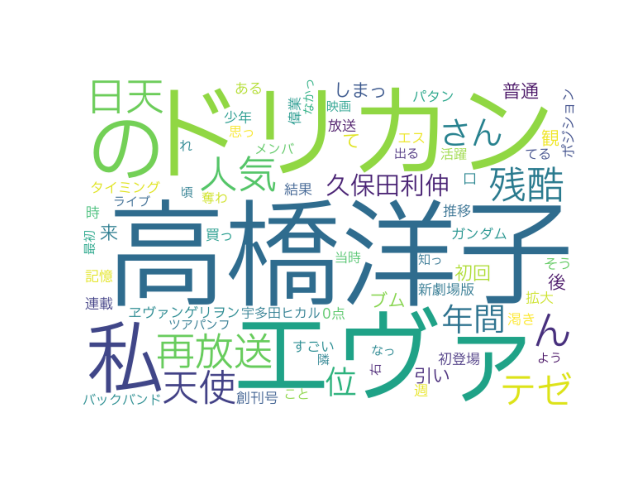 日天
ある
しまっ
パタン
普通
ポジション
の
ドリカン
少年
思っ
偉業
なかっ
映画
放送
て
エス
さん
観
れ
メンバ
出る
活躍
てる
人気
タイミング
頃
奪わ
結果
久保田利伸
口
残酷
ライブ
時
来
買っ
高橋洋子
推移
ガンダム
最初
当時
知っ
初回
そう
後
記憶
連載
新劇場版
拡大
ヱヴァンゲリヲン
宇多田ヒカル
0点
ブム
年間
渇き
ん
ツアパンフ
私
再放送
エヴァ
すごい
隣
なっ
右
初登場
よう
天使
位
引い
テゼ
バックバンド
創刊号
こと
週